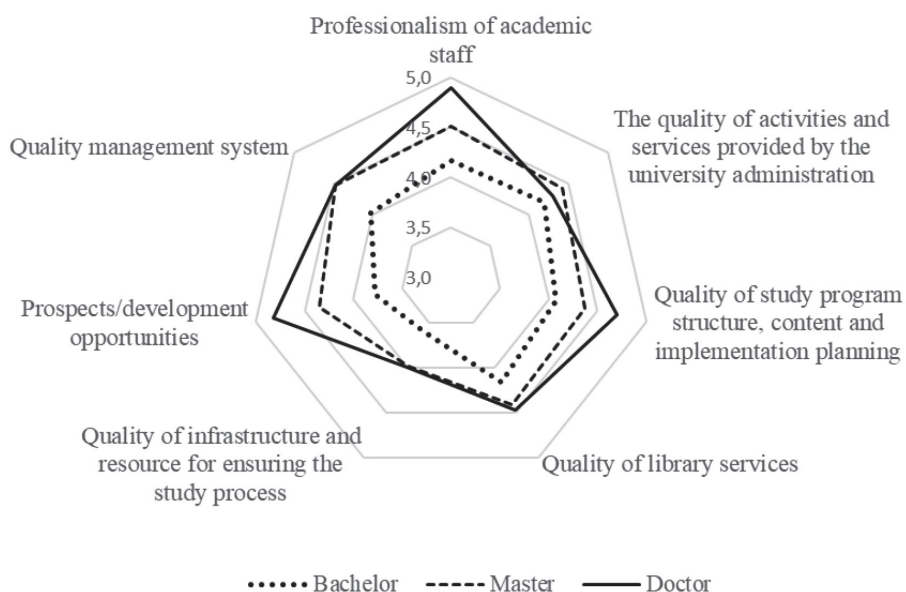 Professionalism of academic
staff
5,0
4,5
4,0
3,5
3,0
The quality of activities and
services provided by the
university administration
Quality of study program
structure, content and
implementation planning
Quality of library services
Quality of infrastructure and
resource for ensuring the
study process
Prospects/development
opportunities
Quality management system
Bachelor
Master
Doctor